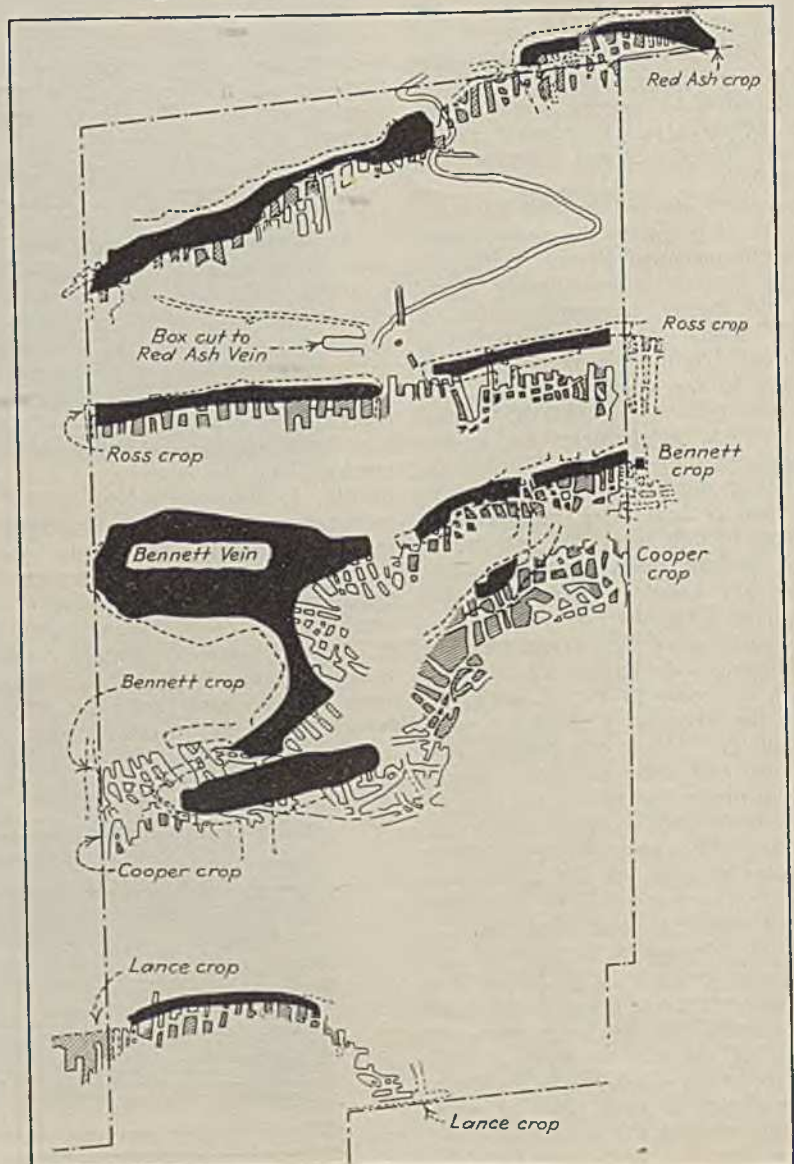 Red Ash crop
Box cut to
Red Ash Vein
Ross crop
Ross crop
Bennett
crop
Bennett Vein
Cooper
crop
Bennett crop
Cooper crop
Lance crop
Lance crop